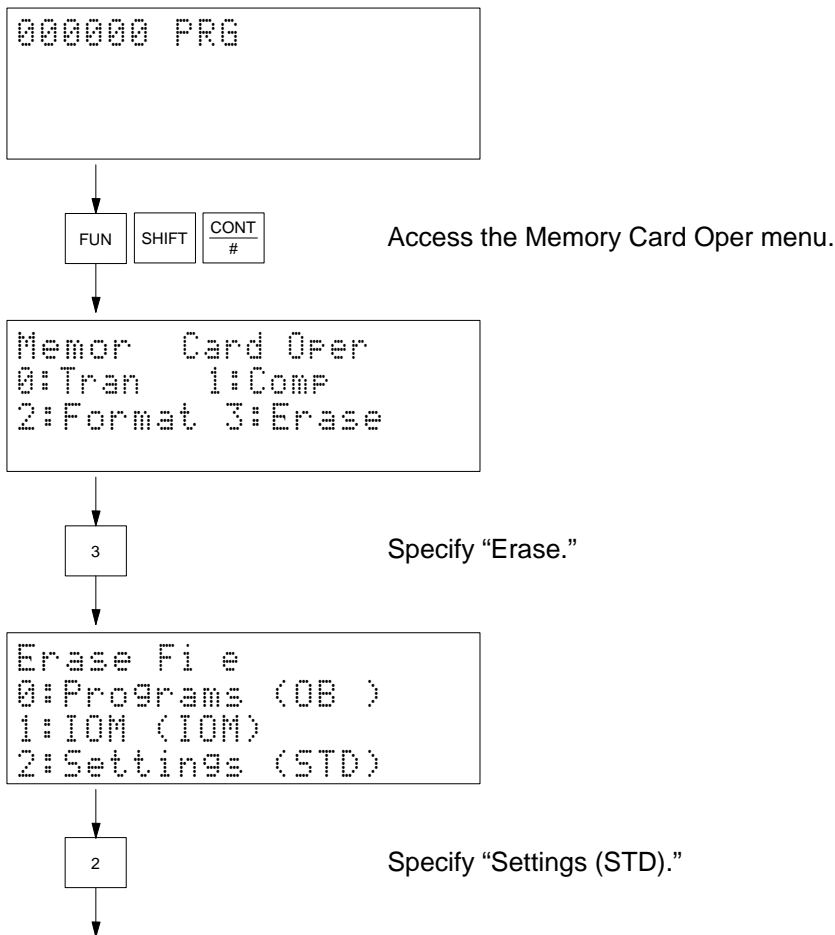 000000 PRG
FUN SHIFT CONT # Access the Memory Card Oper menu.
Memor Card Oper
0:Tran 1:Comp
2:Format 3:Erase
3 Specify “Erase.”
Erase Fi e
0:Programs (OB )
1:IOM (IOM)
2:Settings (STD)
2 Specify “Settings (STD).”